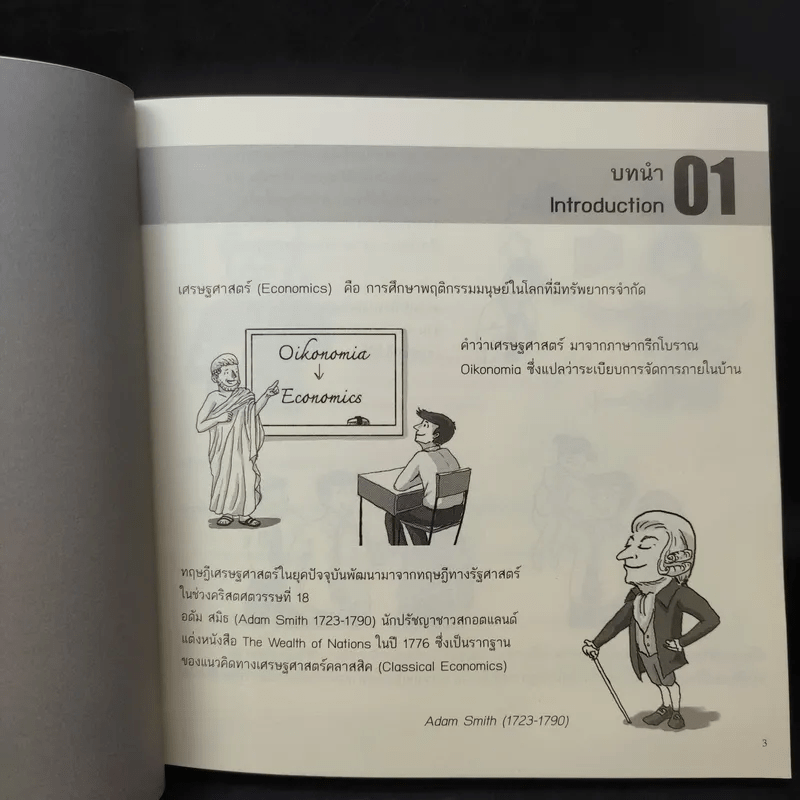 บทนำ
Introduction
01
เศรษฐศาสตร์ (Economics) คือ การศึกษาพฤติกรรมมนุษย์ในโลกที่มีทรัพยากรจำกัด
Oikonomia
↓
Economics
คำว่าเศรษฐศาสตร์ มาจากภาษากรีกโบราณ
Oikonomia ซึ่งแปลว่าระเบียบการจัดการภายในบ้าน
ทฤษฎีเศรษฐศาสตร์ในยุคปัจจุบันพัฒนามาจากทฤษฎีทางรัฐศาสตร์
ในช่วงคริสตศตวรรษที่ 18
อดัม สมิธ (Adam Smith 1723-1790) นักปรัชญาชาวสกอตแลนด์
แต่งหนังสือ The Wealth of Nations ในปี 1776 ซึ่งเป็นรากฐาน
ของแนวคิดทางเศรษฐศาสตร์คลาสสิค (Classical Economics)
Adam Smith (1723-1790)
3